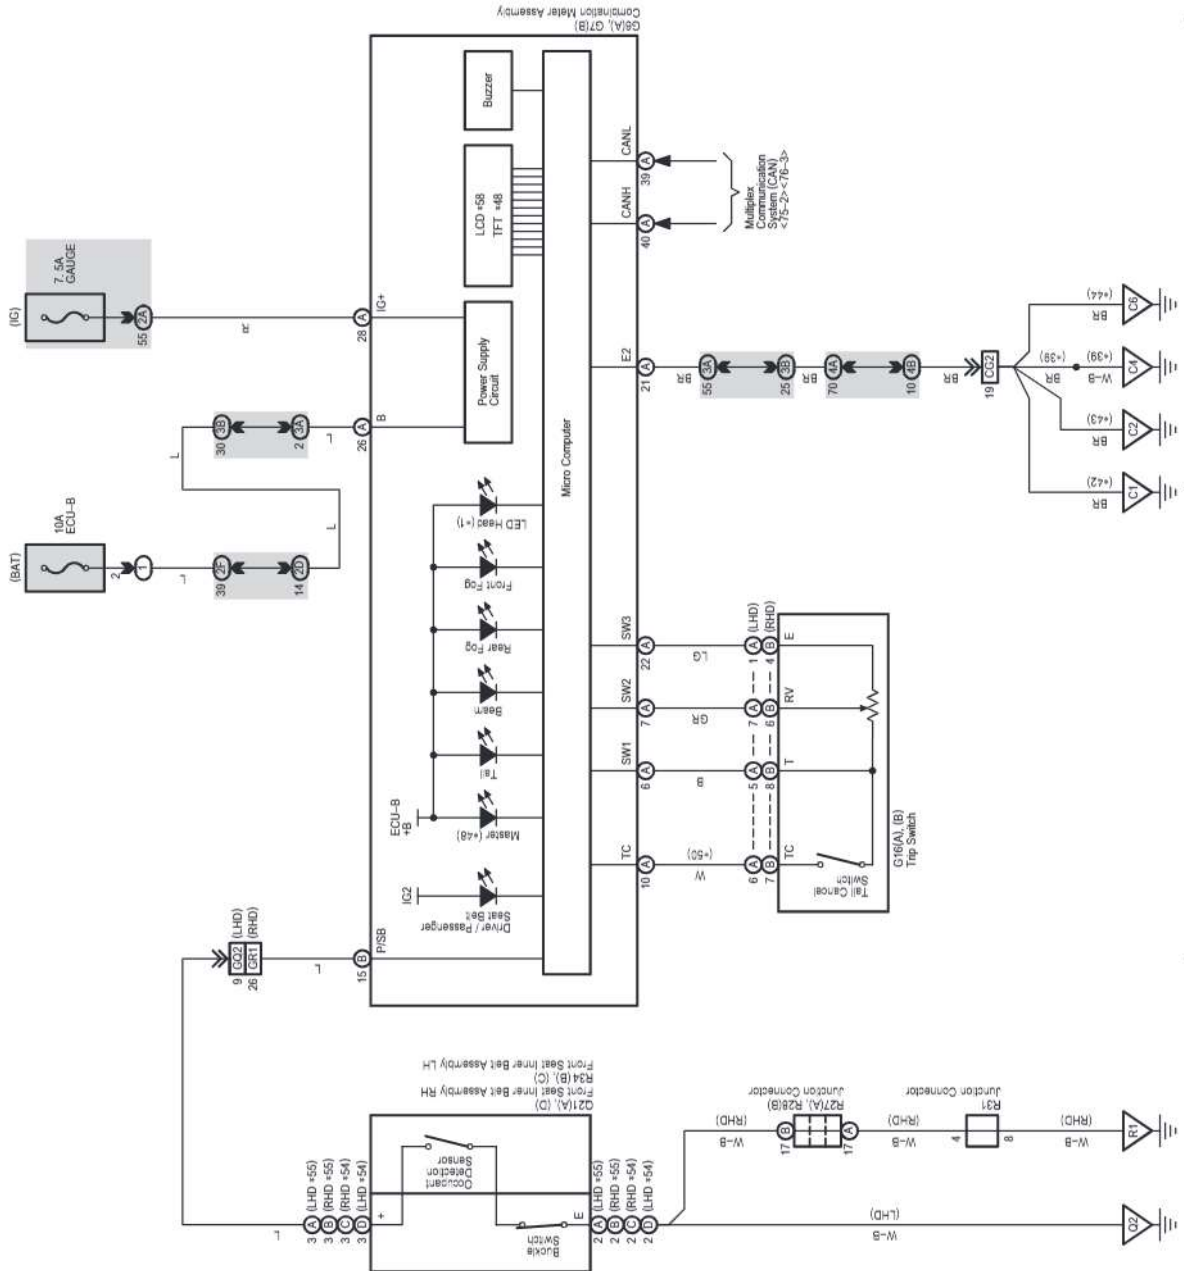 G6(A), G7(B)
Combination Meter Assembly
(IG)
7. 5A
GAUGE
55 2A
R
28 A
IG+
(BAT)
10A
ECU–B
2 1
L
39 2F
14 2D
L
L
30 3B
2 3A
L
26 A
B
Buzzer
LCD *58
TFT *48
Power Supply
Circuit
Micro Computer
LED Head (*1)
Front Fog
Rear Fog
Beam
Tail
Master (*48)
ECU–B
+B
Driver / Passenger
Seat Belt
IG2
P/SB
15 B
L
9 GQ2 (LHD)
26 GR1 (RHD)
CANL
39 A
CANH
40 A
Multiplex
Communication
System (CAN)
<75–2><76–3>
E2
21 A
BR
55 3A
25 3B
BR
70 4A
10 4B
BR
19 CG2
BR (*44)
C6
BR (*39)
W–B (*39)
C4
BR (*43)
C2
BR (*42)
C1
SW3
22 A
LG
1 A (LHD)
4 B (RHD)
E
SW2
7 A
GR
7 A
6 B
RV
SW1
6 A
B
5 A
8 B
T
TC
10 A
W (*50)
6 A
7 B
TC
Tail Cancel
Switch
G16(A), (B)
Trip Switch
Q21(A), (D)
Front Seat Inner Belt Assembly RH
R34 (B), (C)
Front Seat Inner Belt Assembly LH
L
3 A (LHD *55)
3 B (RHD *55)
3 C (RHD *54)
3 D (LHD *54)
+
Occupant
Detection
Sensor
Buckle
Switch
E
2 A (LHD *55)
2 B (RHD *55)
2 C (RHD *54)
2 D (LHD *54)
W–B (RHD)
17 B
17 A
R27(A), R28(B)
Junction Connector
W–B (RHD)
4
8
R31
Junction Connector
W–B (RHD)
R1
W–B (LHD)
Q2